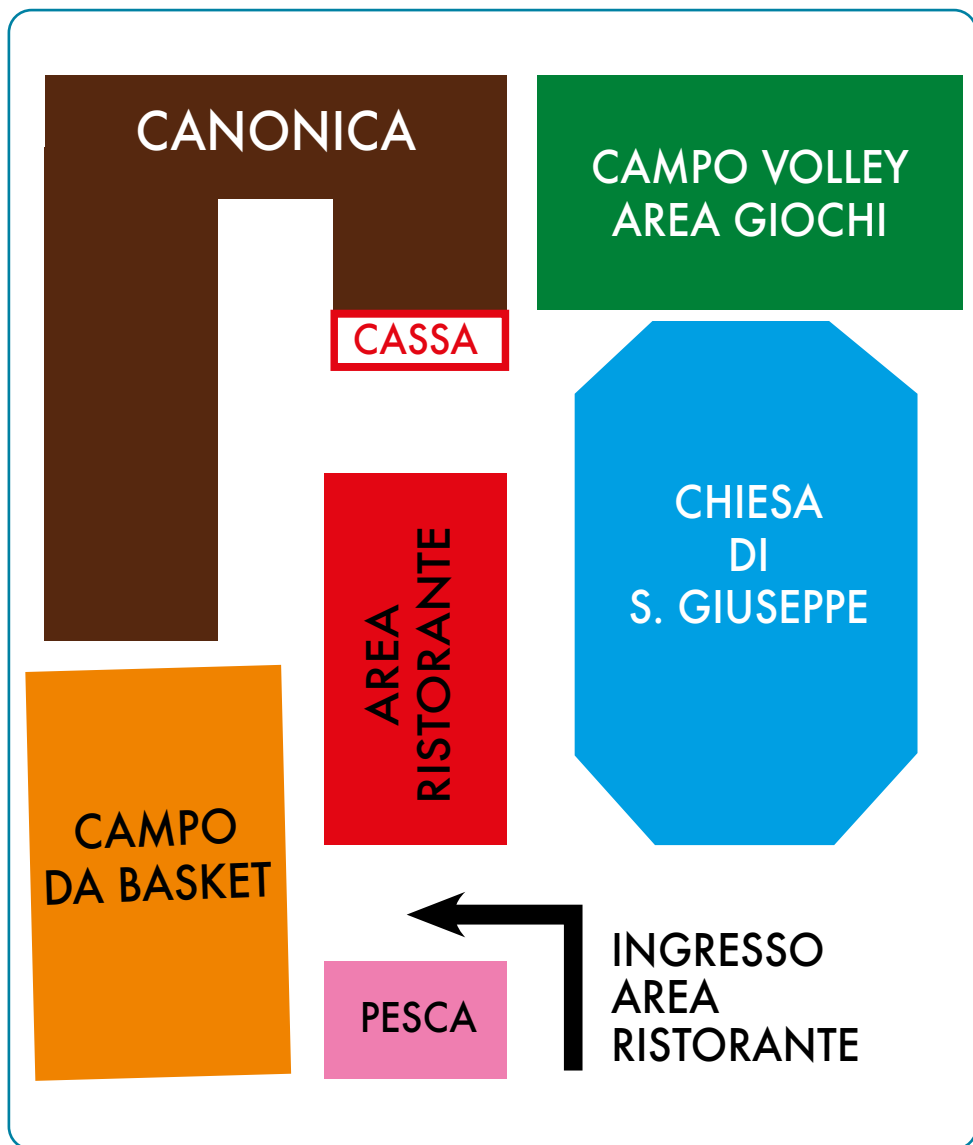 CANONICA
CAMPO VOLLEY
AREA GIOCHI
CASSA
CHIESA
DI
S. GIUSEPPE
AREA
RISTORANTE
CAMPO
DA BASKET
INGRESSO
AREA
RISTORANTE
PESCA